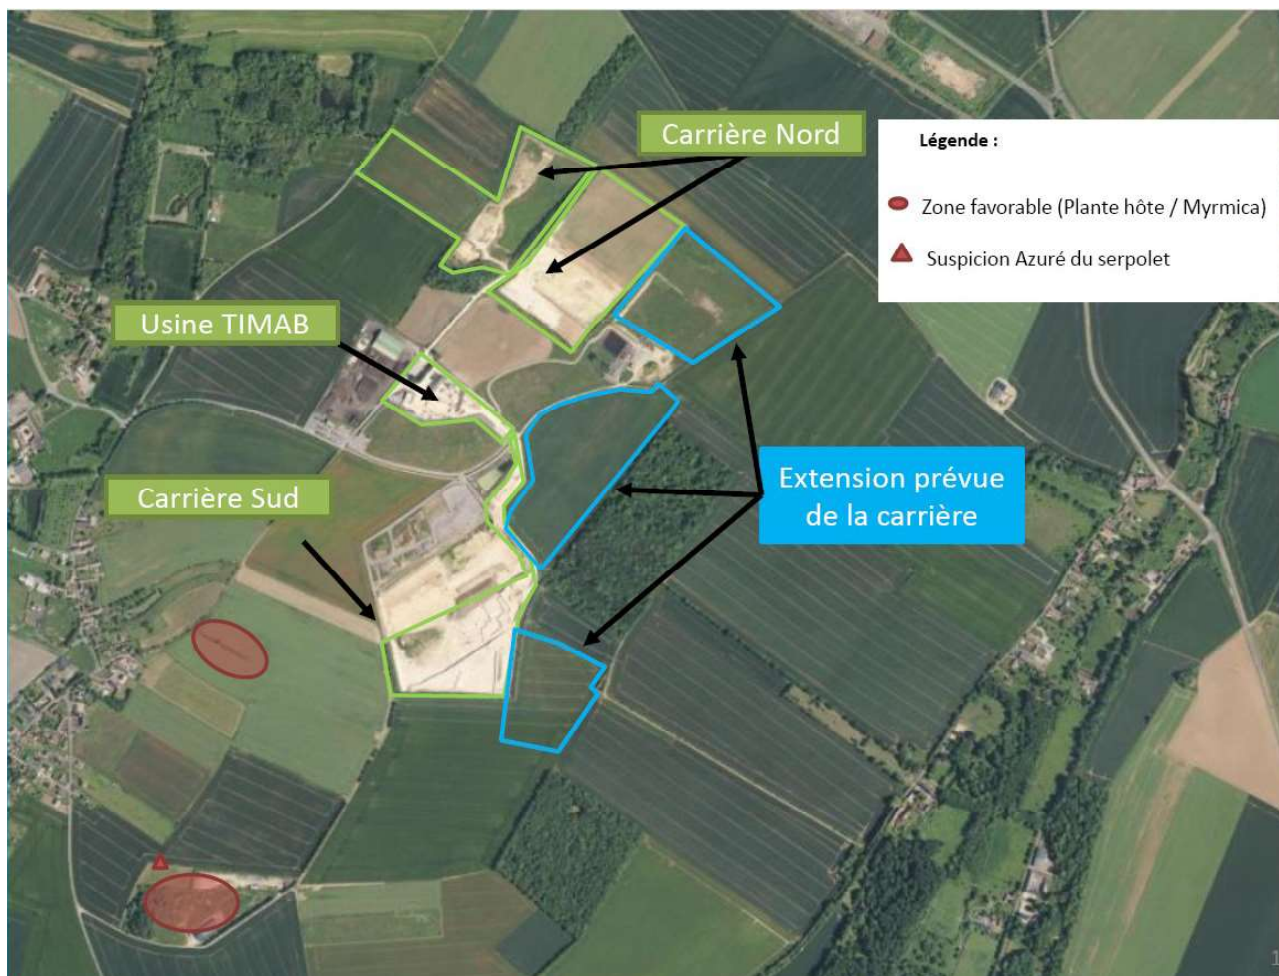 Carrière Nord
Légende :
Zone favorable (Plante hôte / Myrmica)
Suspicion Azuré du serpolet
Usine TIMAB
Carrière Sud
Extension prévue
de la carrière
1